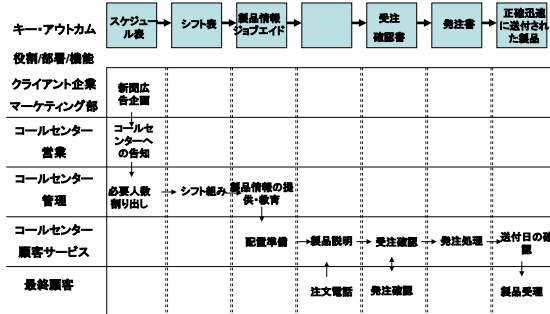 キー・アウトカム
スケジュール表
シフト表
製品情報
ジョブエイド
受注
確認書
発注書
正確迅速
に送付され
た製品
役割/部署/機能
クライアント企業
マーケティング部
新聞広
告企画
コールセンター
営業
コールセ
ンターへ
の告知
コールセンター
管理
必要人数
割り出し
シフト組み
製品情報の提
供・教育
コールセンター
顧客サービス
配置準備
製品説明
受注確認
発注処理
送付日の確
認
最終顧客
注文電話
発注確認
製品受理